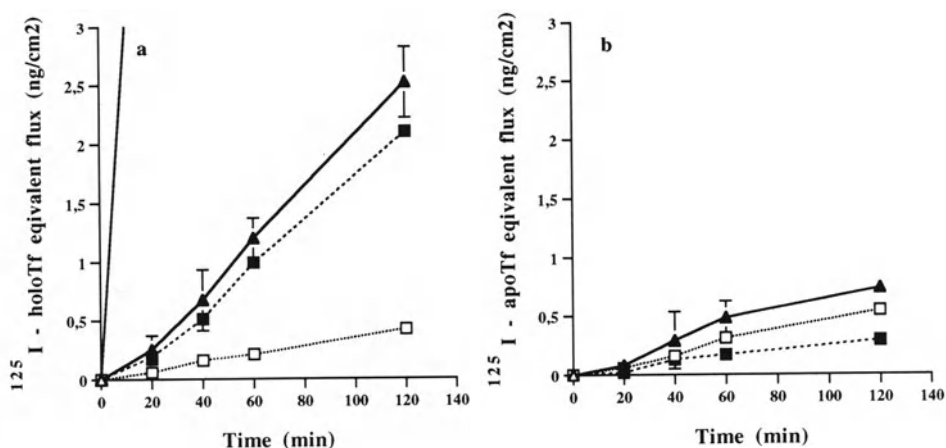 a
125 I - holoTf eqivalent flux (ng/cm2)
3
2,5
2
1,5
1
0,5
0
0 20 40 60 80 100 120 140
Time (min)
b
125 I - apoTf eqivalent flux (ng/cm2)
3
2,5
2
1,5
1
0,5
0
0 20 40 60 80 100 120 140
Time (min)